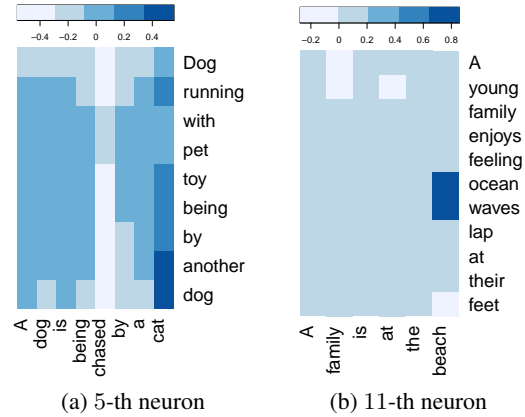 −0.4 −0.2 0 0.2 0.4
Dog
running
with
pet
toy
being
by
another
dog
A dog is being chased by a cat
(a) 5-th neuron
−0.2 0 0.2 0.4 0.6 0.8
A
young
family
enjoys
feeling
ocean
waves
lap
at
their
feet
A family is at the beach
(b) 11-th neuron